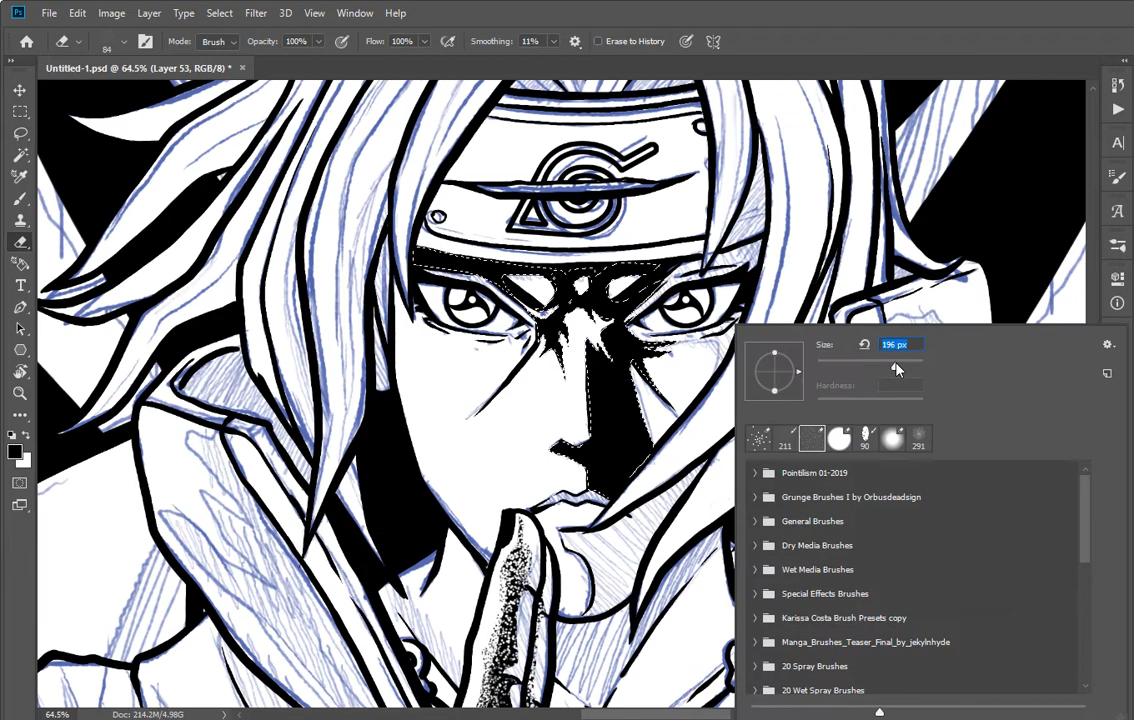 Ps File Edit Image Layer Type Select Filter 3D View Window Help
84 Mode: Brush Opacity: 100% Flow: 100% Smoothing: 11% Erase to History
Untitled-1.psd @ 64.5% (Layer 53, RGB/8) * ×
Size: 196 px
Hardness:
211 90 291
Pointilism 01-2019
Grunge Brushes I by Orbusdeadsign
General Brushes
Dry Media Brushes
Wet Media Brushes
Special Effects Brushes
Karissa Costa Brush Presets copy
Manga_Brushes_Teaser_Final_by_jekylnhyde
20 Spray Brushes
20 Wet Spray Brushes
64.5% Doc: 214.2M/4.98G